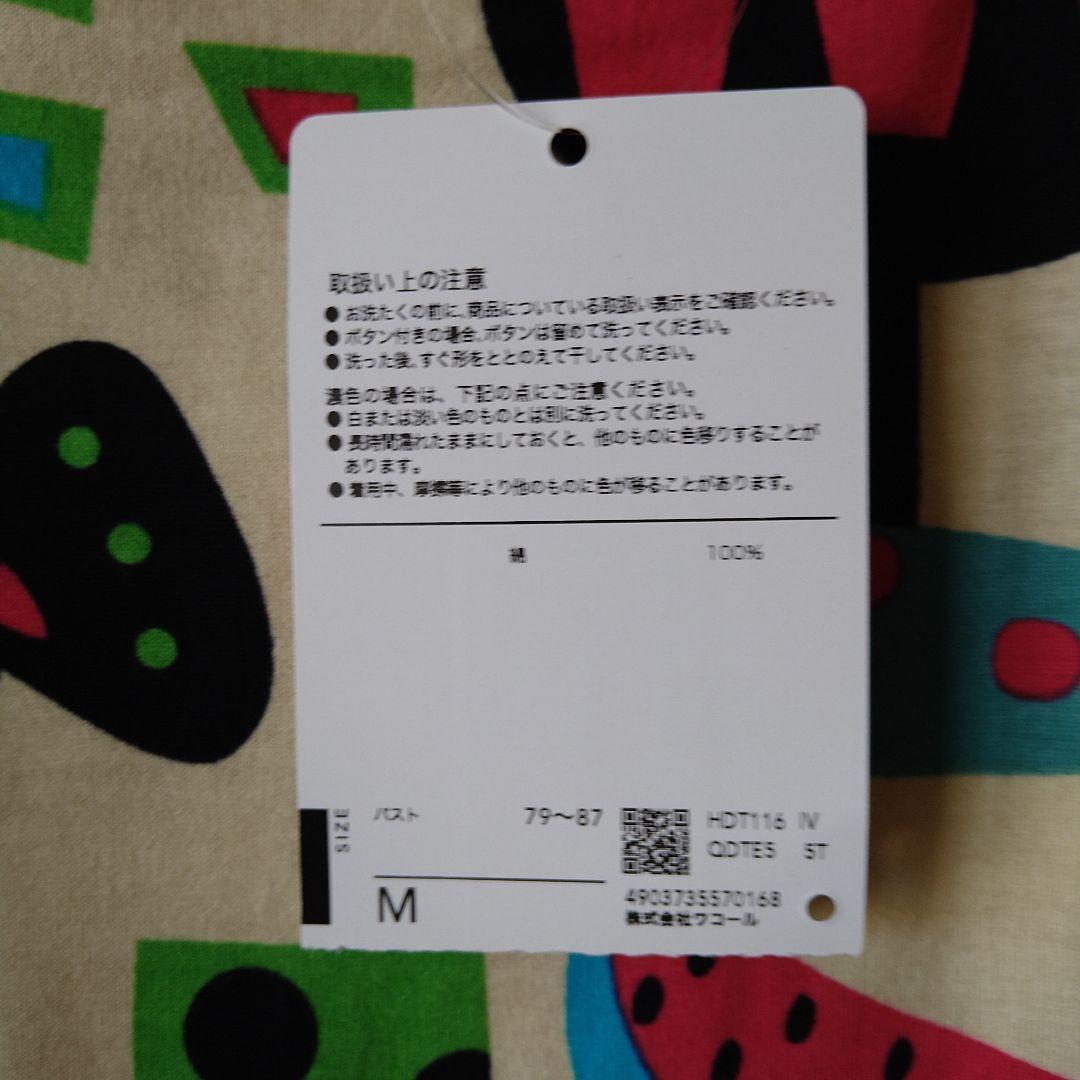 取扱い上の注意
● お洗たくの前に、商品についている取扱い表示をご確認ください。
● ボタン付きの場合、ボタンは留めて洗ってください。
● 洗った後、すぐ形をととのえて干してください。
濃色の場合は、下記の点にご注意ください。
● 白または淡い色のものとは別に洗ってください。
● 長時間濡れたままにしておくと、他のものに色移りすることが
あります。
● 着用中、摩擦等により他のものに色が移ることがあります。
綿 100%
SIZE
バスト 79〜87
M
HDT116 IV
QDTE5 5T
4903735570168
株式会社ワコール